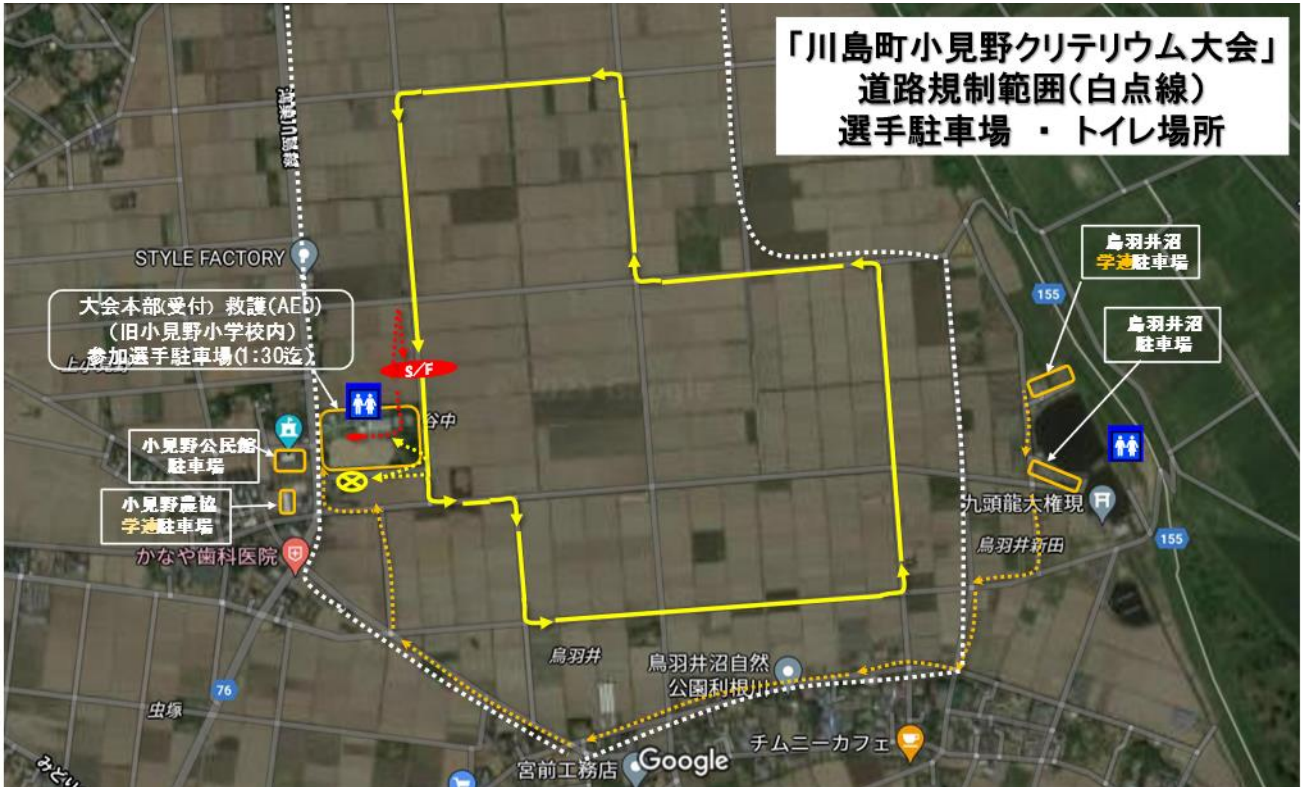 「川島町小見野クリテリウム大会」
道路規制範囲(白点線)
選手駐車場 ・ トイレ場所
STYLE FACTORY
大会本部(受付) 救護(AED)
(旧小見野小学校内)
参加選手駐車場(1:30迄)
上小見野
S/F
谷中
小見野公民館
駐車場
小見野農協
学連駐車場
かなや歯科医院
鳥羽井沼
学連駐車場
155
鳥羽井沼
駐車場
九頭龍大権現
鳥羽井新田
155
鳥羽井
鳥羽井沼自然
公園利根川
76
虫塚
チムニーカフェ
宮前工務店
Google
みどり